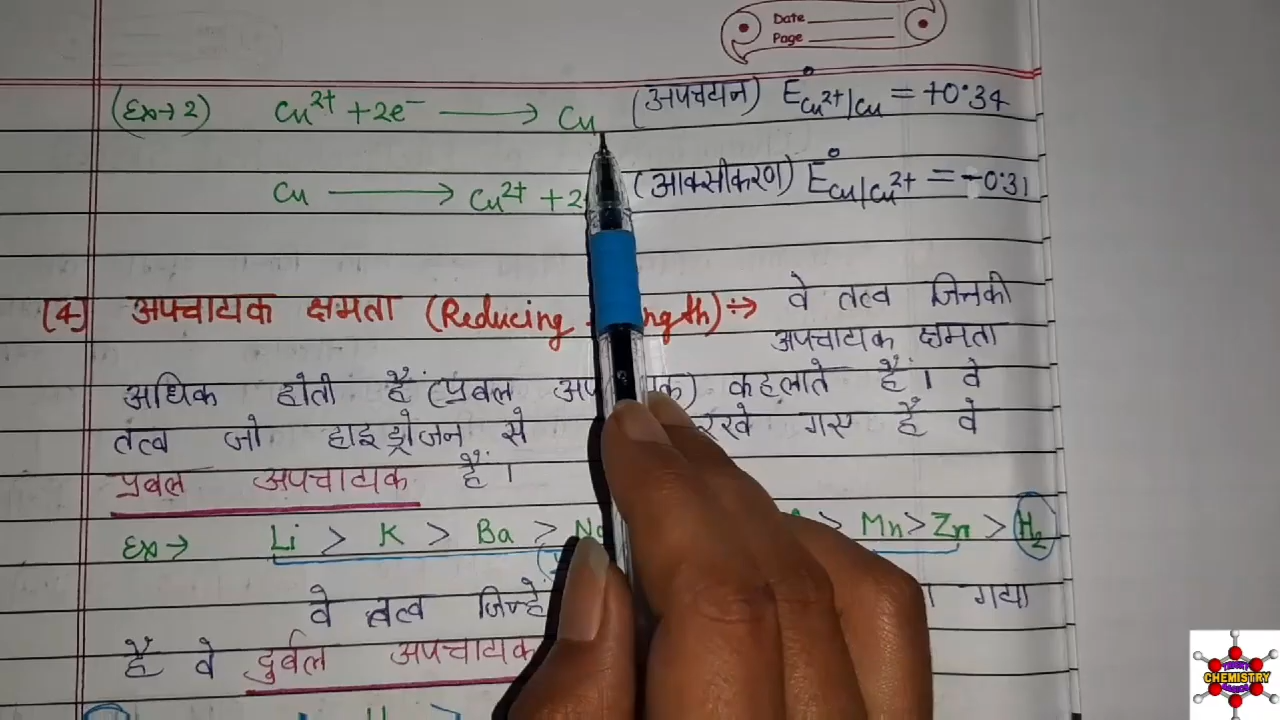 Date
Page
(Ex→2) Cu²⁺ + 2e⁻ ⟶ Cu (अपचयन) E°Cu²⁺/Cu = +0.34
Cu ⟶ Cu²⁺ + 2 (आक्सीकरण) E°Cu/Cu²⁺ = -0.31
(4) अपचायक क्षमता (Reducing ngth) ÷→ वे तत्व जिनकी
अपचायक क्षमता
अधिक होती है (प्रबल क) कहलाते हैं। वे
तत्व जो हाइड्रोजन से रखे गए हैं वे
प्रबल अपचायक हैं।
Ex→ Li > K > Ba > Na > Mn > Zn > H₂
वे तत्व जिन्हें गया
है वे दुर्बल अपचायक
CHEMISTRY